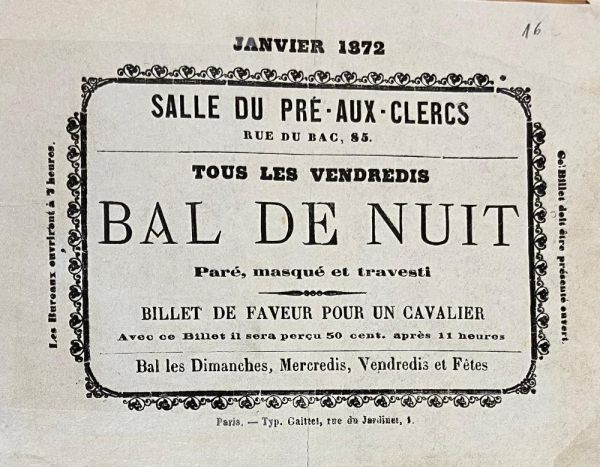 16
JANVIER 1872
SALLE DU PRÉ-AUX-CLERCS
RUE DU BAC, 85.
TOUS LES VENDREDIS
BAL DE NUIT
Paré, masqué et travesti
BILLET DE FAVEUR POUR UN CAVALIER
Avec ce Billet il sera perçu 50 cent. après 11 heures
Bal les Dimanches, Mercredis, Vendredis et Fêtes
Les Bureaux ouvriront à 7 heures.
Ce Billet doit être présenté ouvert.
Paris. — Typ. Gaittet, rue du Jardinet, 1.